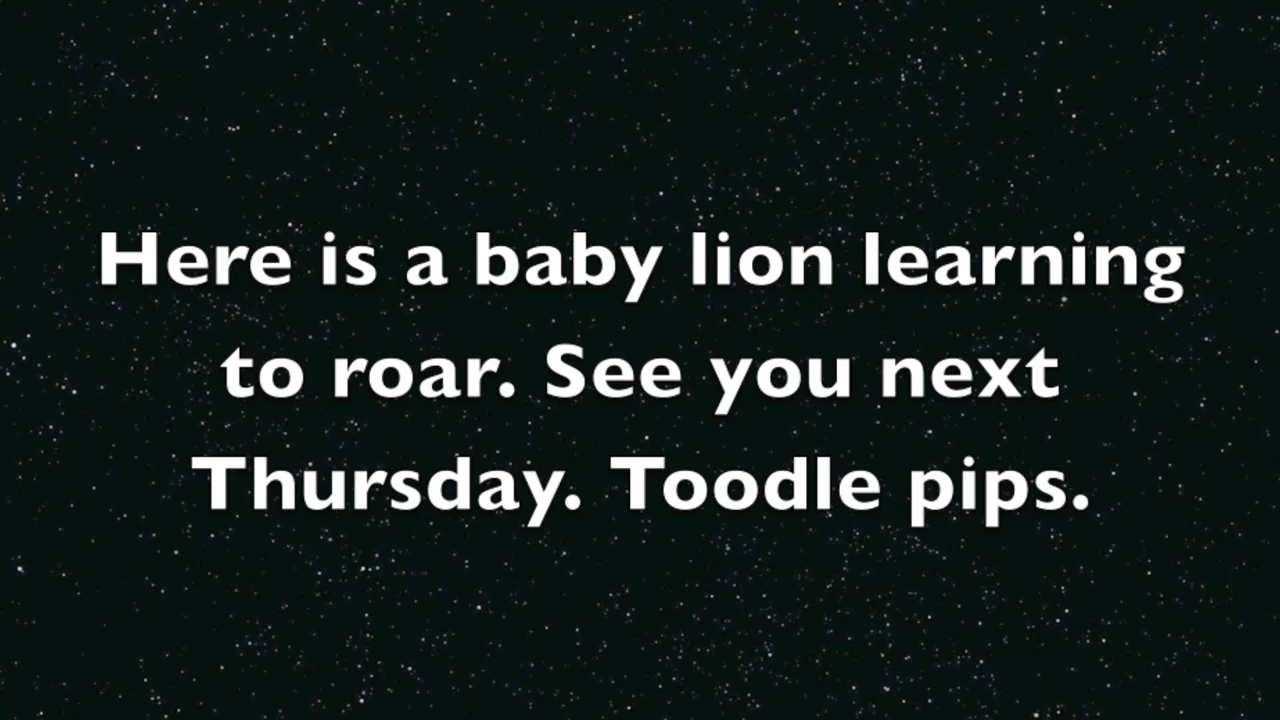 Here is a baby lion learning
to roar. See you next
Thursday. Toodle pips.